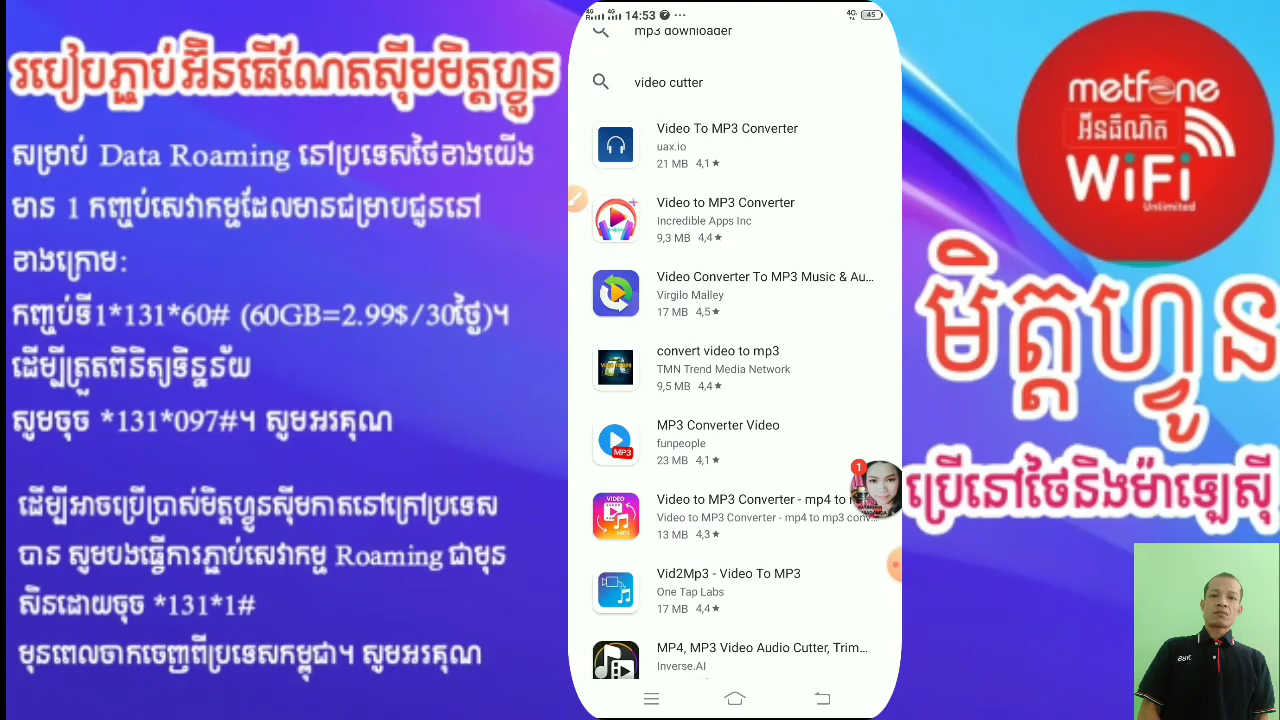 របៀបភ្ជាប់អ៊ិនធើណែតស៊ីមមិត្តហ្វូន
សម្រាប់ Data Roaming នៅប្រទេសថៃខាងយើង
មាន 1 កញ្ចប់សេវាកម្មដែលមានជម្រាបជូននៅ
ខាងក្រោម:
កញ្ចប់ទី1*131*60# (60GB=2.99$/30ថ្ងៃ)។
ដើម្បីត្រួតពិនិត្យទិន្នន័យ
សូមចុច *131*097#។ សូមអរគុណ
ដើម្បីអាចប្រើប្រាស់មិត្តហ្វូនស៊ីមកាតនៅក្រៅប្រទេស
បាន សូមបងធ្វើការភ្ជាប់សេវាកម្ម Roaming ជាមុន
សិនដោយចុច *131*1#
មុនពេលចាកចេញពីប្រទេសកម្ពុជា។ សូមអរគុណ
4G R 4G 14:53 ··· 45
mp3 downloader
video cutter
Video To MP3 Converter
uax.io
21 MB 4,1★
Video to MP3 Converter
Incredible Apps Inc
9,3 MB 4,4★
Video Converter To MP3 Music & Au...
Virgilo Malley
17 MB 4,5★
convert video to mp3
TMN Trend Media Network
9,5 MB 4,4★
MP3 Converter Video
funpeople
23 MB 4,1★
MP3
1
Video to MP3 Converter - mp4 to
Video to MP3 Converter - mp4 to mp3 conv...
13 MB 4,3★
VIDEO
Vid2Mp3 - Video To MP3
One Tap Labs
17 MB 4,4★
MP4, MP3 Video Audio Cutter, Trim...
Inverse.AI
metfone
អ៊ីនធឺណិត
WiFi
Unlimited
មិត្តហ្វូន
ប្រើនៅថៃនិងម៉ាឡេស៊ី